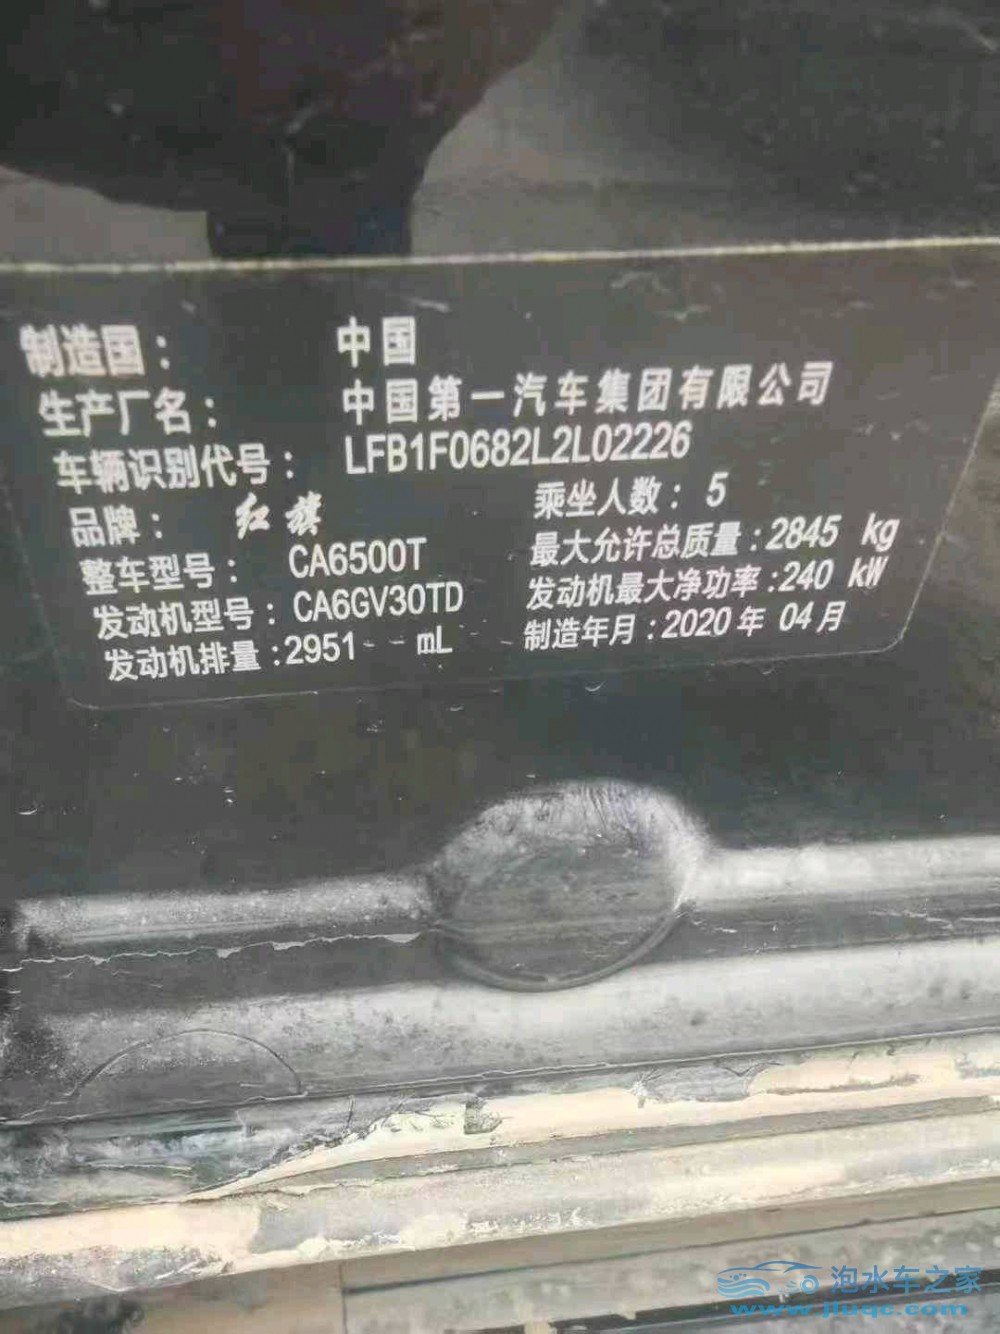 制造国： 中国
生产厂名： 中国第一汽车集团有限公司
车辆识别代号： LFB1F0682L2L02226
品牌： 红旗 乘坐人数： 5
整车型号： CA6500T 最大允许总质量：2845 kg
发动机型号： CA6GV30TD 发动机最大净功率：240 kW
发动机排量：2951 mL 制造年月：2020年 04月
泡水车之家
www.jluqc.com